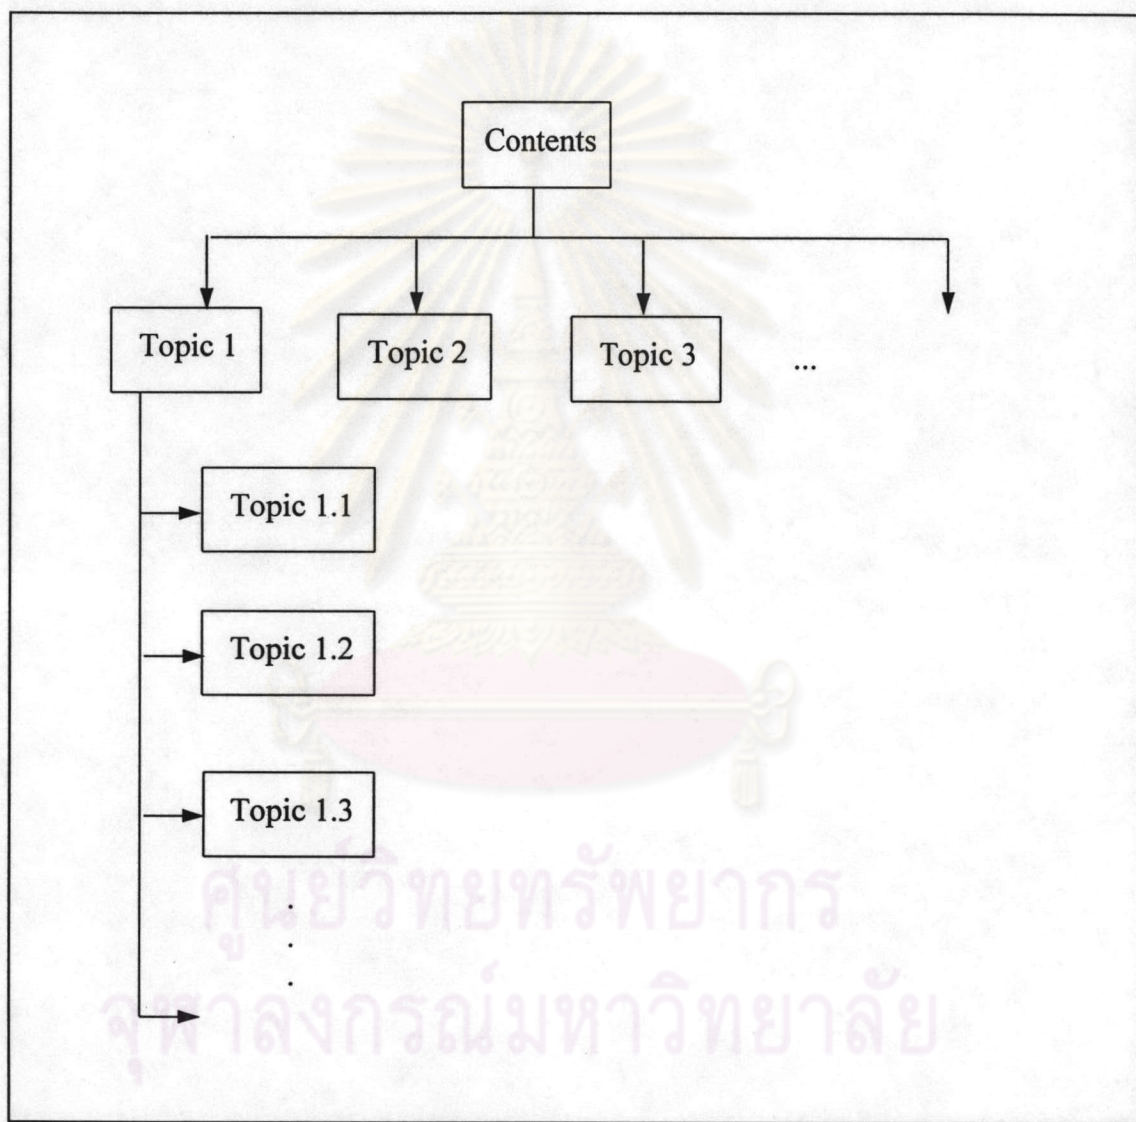 Contents
Topic 1
Topic 2
Topic 3
...
Topic 1.1
Topic 1.2
Topic 1.3
.
.
.
ศูนย์วิทยทรัพยากร
จุฬาลงกรณ์มหาวิทยาลัย